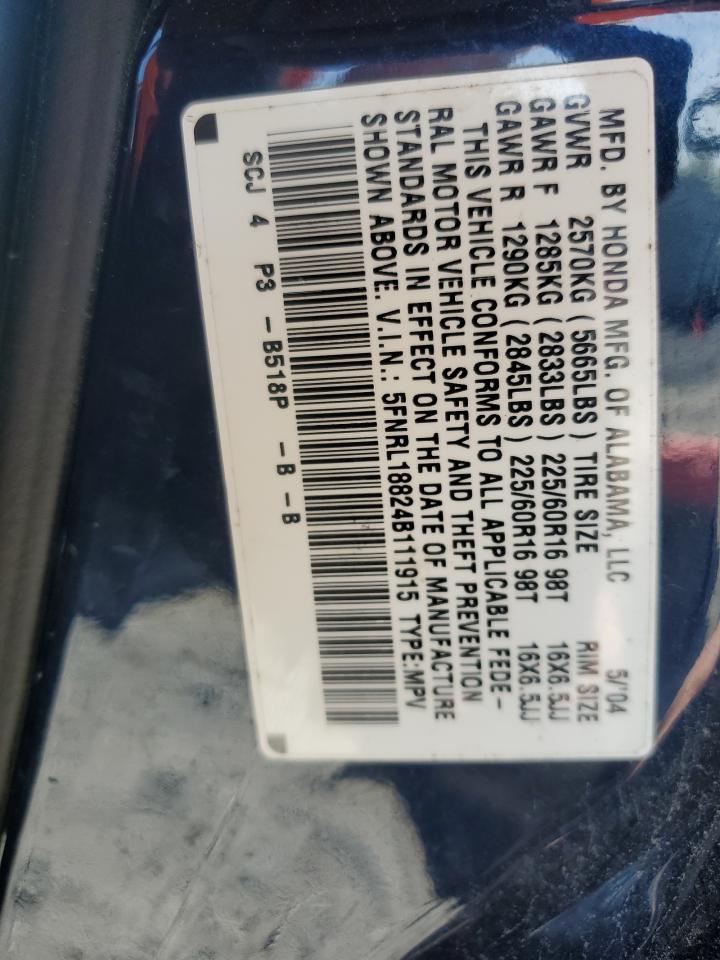 MFD. BY HONDA MFG. OF ALABAMA, LLC 5/'04
GVWR 2570KG ( 5665LBS ) TIRE SIZE RIM SIZE
GAWR F 1285KG ( 2833LBS ) 225/60R16 98T 16X6.5JJ
GAWR R 1290KG ( 2845LBS ) 225/60R16 98T 16X6.5JJ
THIS VEHICLE CONFORMS TO ALL APPLICABLE FEDE-
RAL MOTOR VEHICLE SAFETY AND THEFT PREVENTION
STANDARDS IN EFFECT ON THE DATE OF MANUFACTURE
SHOWN ABOVE. V.I.N.: 5FNRL18824B111915 TYPE:MPV
SCJ 4 P3 - B518P - B - B